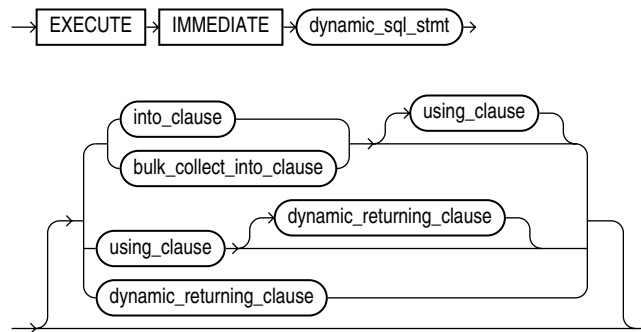 EXECUTE IMMEDIATE dynamic_sql_stmt
into_clause using_clause
bulk_collect_into_clause
dynamic_returning_clause
using_clause
dynamic_returning_clause